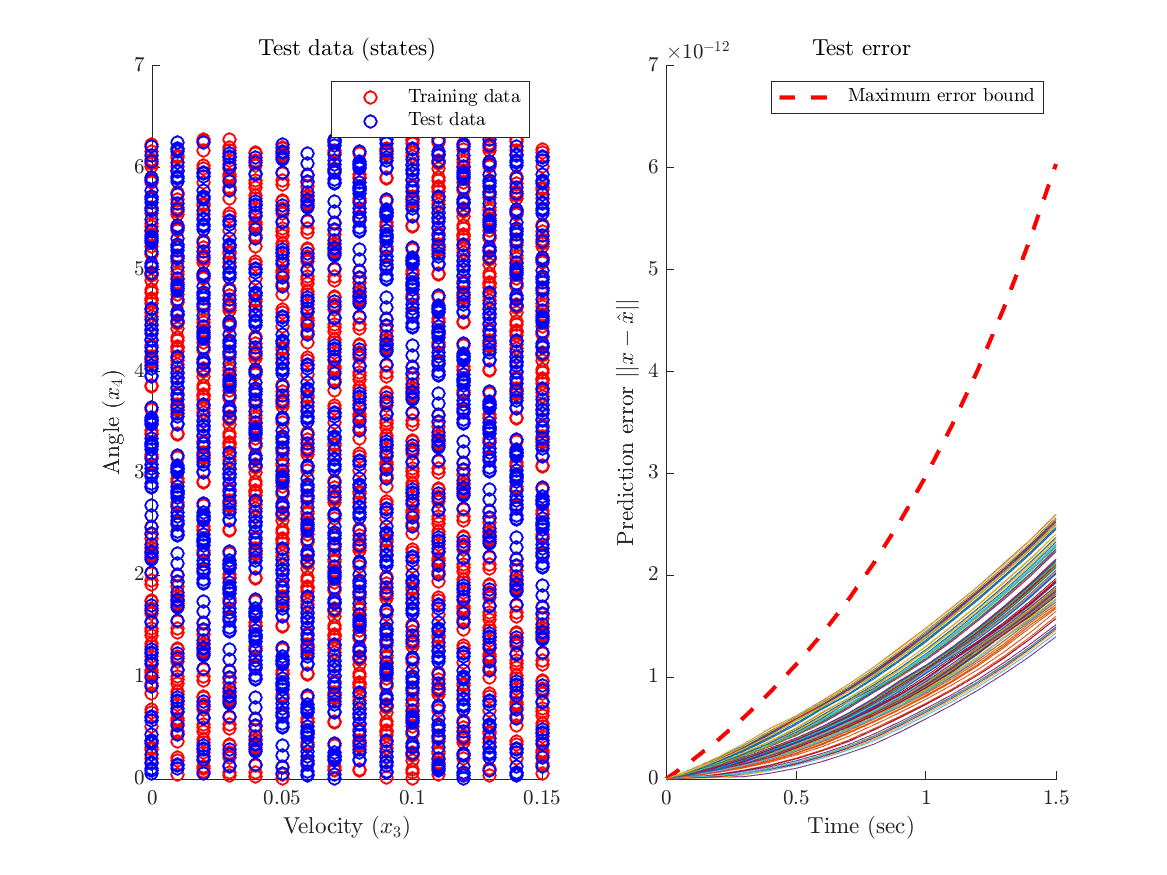 Test data (states)
Training data
Test data
7
6
5
4
3
2
1
0
Angle (x₄)
0
0.05
0.1
0.15
Velocity (x₃)
×10⁻¹²
Test error
Maximum error bound
7
6
5
4
3
2
1
0
Prediction error ||x − x̂||
0
0.5
1
1.5
Time (sec)